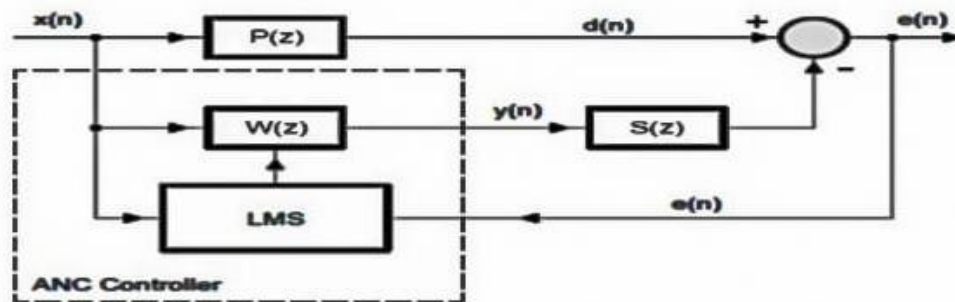 x(n)
P(z)
d(n)
+
e(n)
-
W(z)
y(n)
S(z)
LMS
e(n)
ANC Controller